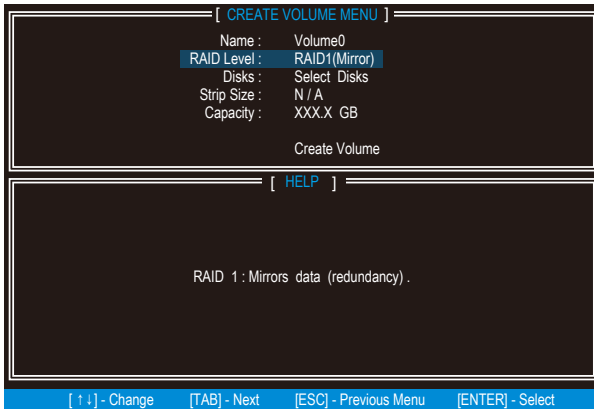 [ CREATE VOLUME MENU ]
Name : Volume0
RAID Level : RAID1(Mirror)
Disks : Select Disks
Strip Size : N / A
Capacity : XXX.X GB
Create Volume
[ HELP ]
RAID 1 : Mirrors data (redundancy) .
[ ↑↓] - Change [TAB] - Next [ESC] - Previous Menu [ENTER] - Select